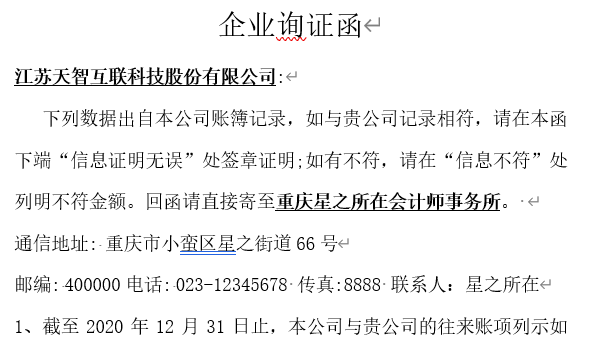 企业询证函
江苏天智互联科技股份有限公司:
下列数据出自本公司账簿记录，如与贵公司记录相符，请在本函
下端“信息证明无误”处签章证明;如有不符，请在“信息不符”处
列明不符金额。回函请直接寄至重庆星之所在会计师事务所。
通信地址: 重庆市小蛮区星之街道 66 号
邮编: 400000 电话: 023-12345678 传真:8888 联系人：星之所在
1、截至 2020 年 12 月 31 日止，本公司与贵公司的往来账项列示如